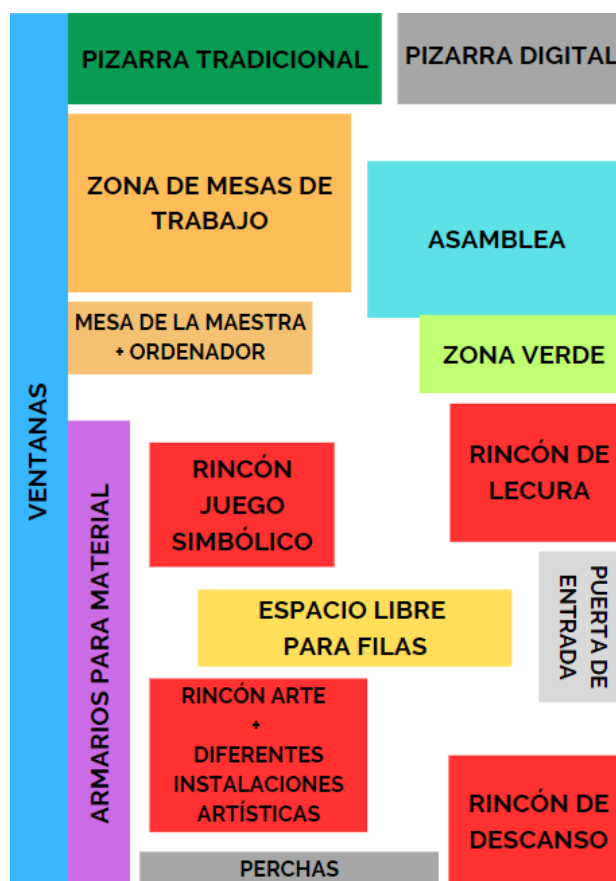 PIZARRA TRADICIONAL
PIZARRA DIGITAL
ZONA DE MESAS DE
TRABAJO
ASAMBLEA
MESA DE LA MAESTRA
+ ORDENADOR
ZONA VERDE
VENTANAS
ARMARIOS PARA MATERIAL
RINCÓN
JUEGO
SIMBÓLICO
RINCÓN DE
LECURA
ESPACIO LIBRE
PARA FILAS
PUERTA DE
ENTRADA
RINCÓN ARTE
+
DIFERENTES
INSTALACIONES
ARTÍSTICAS
RINCÓN DE
DESCANSO
PERCHAS